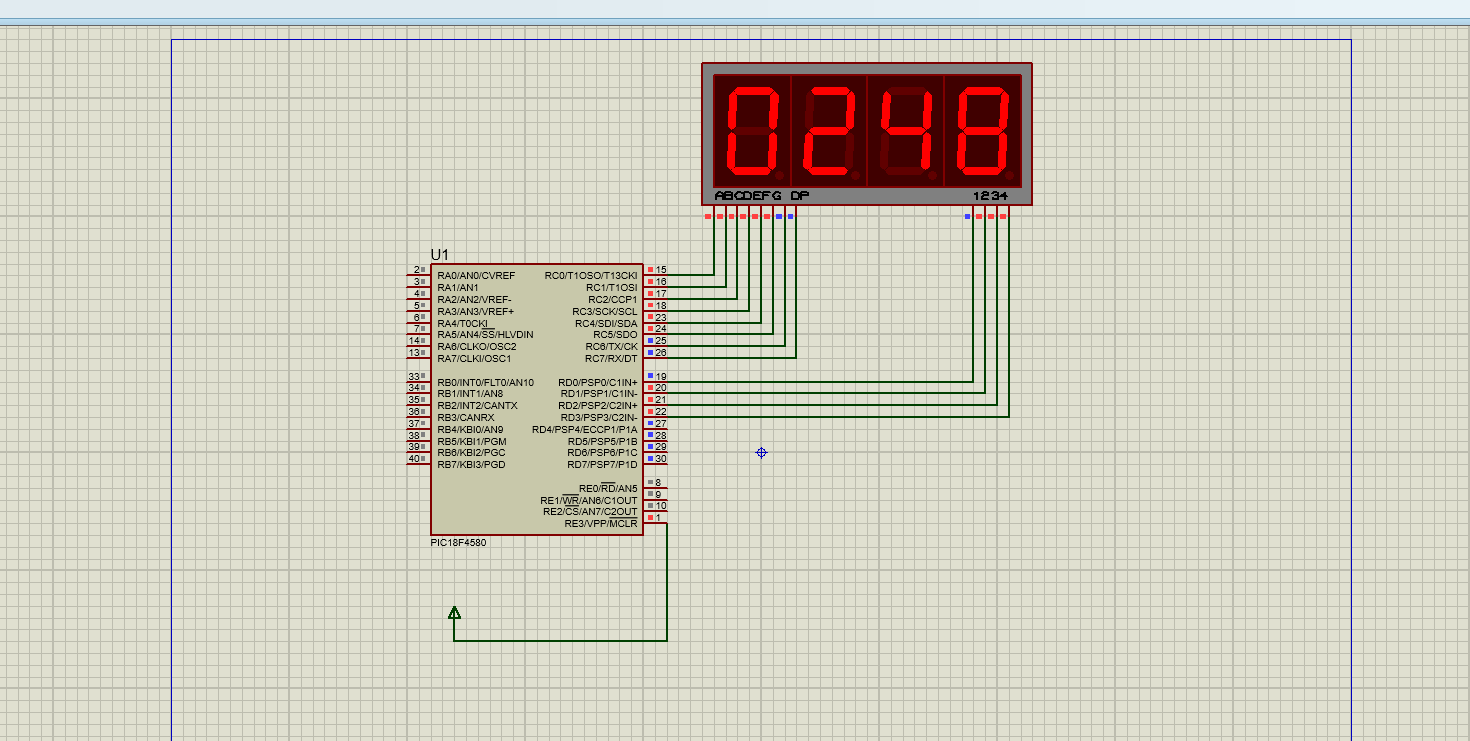 0248
ABCDEFG DP 1234
U1
2 RA0/AN0/CVREF RC0/T1OSO/T13CKI 15
3 RA1/AN1 RC1/T1OSI 16
4 RA2/AN2/VREF- RC2/CCP1 17
5 RA3/AN3/VREF+ RC3/SCK/SCL 18
6 RA4/T0CKI RC4/SDI/SDA 23
7 RA5/AN4/SS/HLVDIN RC5/SDO 24
14 RA6/CLKO/OSC2 RC6/TX/CK 25
13 RA7/CLKI/OSC1 RC7/RX/DT 26
33 RB0/INT0/FLT0/AN10 RD0/PSP0/C1IN+ 19
34 RB1/INT1/AN8 RD1/PSP1/C1IN- 20
35 RB2/INT2/CANTX RD2/PSP2/C2IN+ 21
36 RB3/CANRX RD3/PSP3/C2IN- 22
37 RB4/KBI0/AN9 RD4/PSP4/ECCP1/P1A 27
38 RB5/KBI1/PGM RD5/PSP5/P1B 28
39 RB6/KBI2/PGC RD6/PSP6/P1C 29
40 RB7/KBI3/PGD RD7/PSP7/P1D 30
RE0/RD/AN5 8
RE1/WR/AN6/C1OUT 9
RE2/CS/AN7/C2OUT 10
RE3/VPP/MCLR 1
PIC18F4580